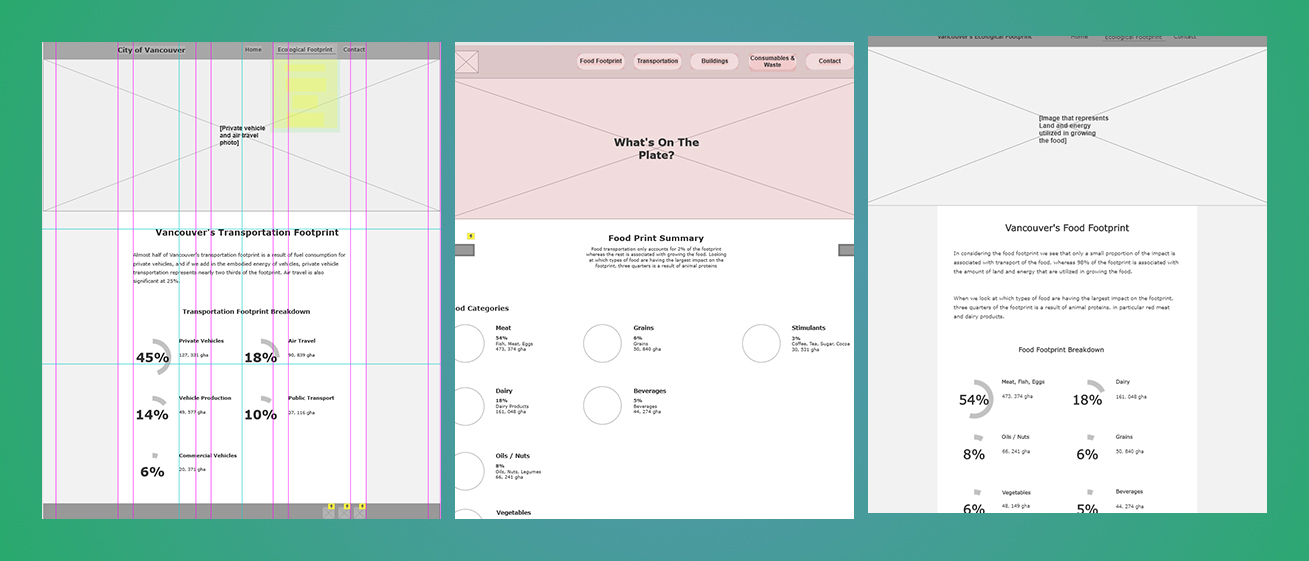 City of Vancouver
Home
Ecological Footprint
Contact
[Private vehicle
and air travel
photo]
Vancouver's Transportation Footprint
Almost half of Vancouver's transportation footprint is a result of fuel consumption for
private vehicles, and if we add in the embodied energy of vehicles, private vehicle
transportation represents nearly two thirds of the footprint. Air travel is also
significant at 25%.
Transportation Footprint Breakdown
45%
Private Vehicles
127, 331 gha
18%
Air Travel
90, 839 gha
14%
Vehicle Production
49, 577 gha
10%
Public Transport
37, 116 gha
6%
Commercial Vehicles
20, 371 gha
Food Footprint
Transportation
Buildings
Consumables &
Waste
Contact
What's On The
Plate?
Food Print Summary
Food transportation only accounts for 2% of the footprint
whereas the rest is associated with growing the food. Looking
at which types of food are having the largest impact on the
footprint, three quarters is a result of animal proteins
od Categories
Meat
54%
Fish, Meat, Eggs
473, 374 gha
Grains
6%
Grains
50, 840 gha
Stimulants
3%
Coffee, Tea, Sugar, Cocoa
30, 531 gha
Dairy
18%
Dairy Products
161, 048 gha
Beverages
5%
Beverages
44, 274 gha
Oils / Nuts
8%
Oils, Nuts, Legumes
66, 241 gha
Vegetables
Vancouver's Ecological Footprint
Home
Ecological Footprint
Contact
[Image that represents
Land and energy
utilized in growing
the food]
Vancouver's Food Footprint
In considering the food footprint we see that only a small proportion of the impact is
associated with transport of the food, whereas 98% of the footprint is associated with
the amount of land and energy that are utilized in growing the food.
When we look at which types of food are having the largest impact on the footprint,
three quarters of the footprint is a result of animal proteins, in particular red meat
and dairy products.
Food Footprint Breakdown
54%
Meat, Fish, Eggs
473, 374 gha
18%
Dairy
161, 048 gha
8%
Oils / Nuts
66, 241 gha
6%
Grains
50, 840 gha
6%
Vegetables
48, 149 gha
5%
Beverages
44, 274 gha